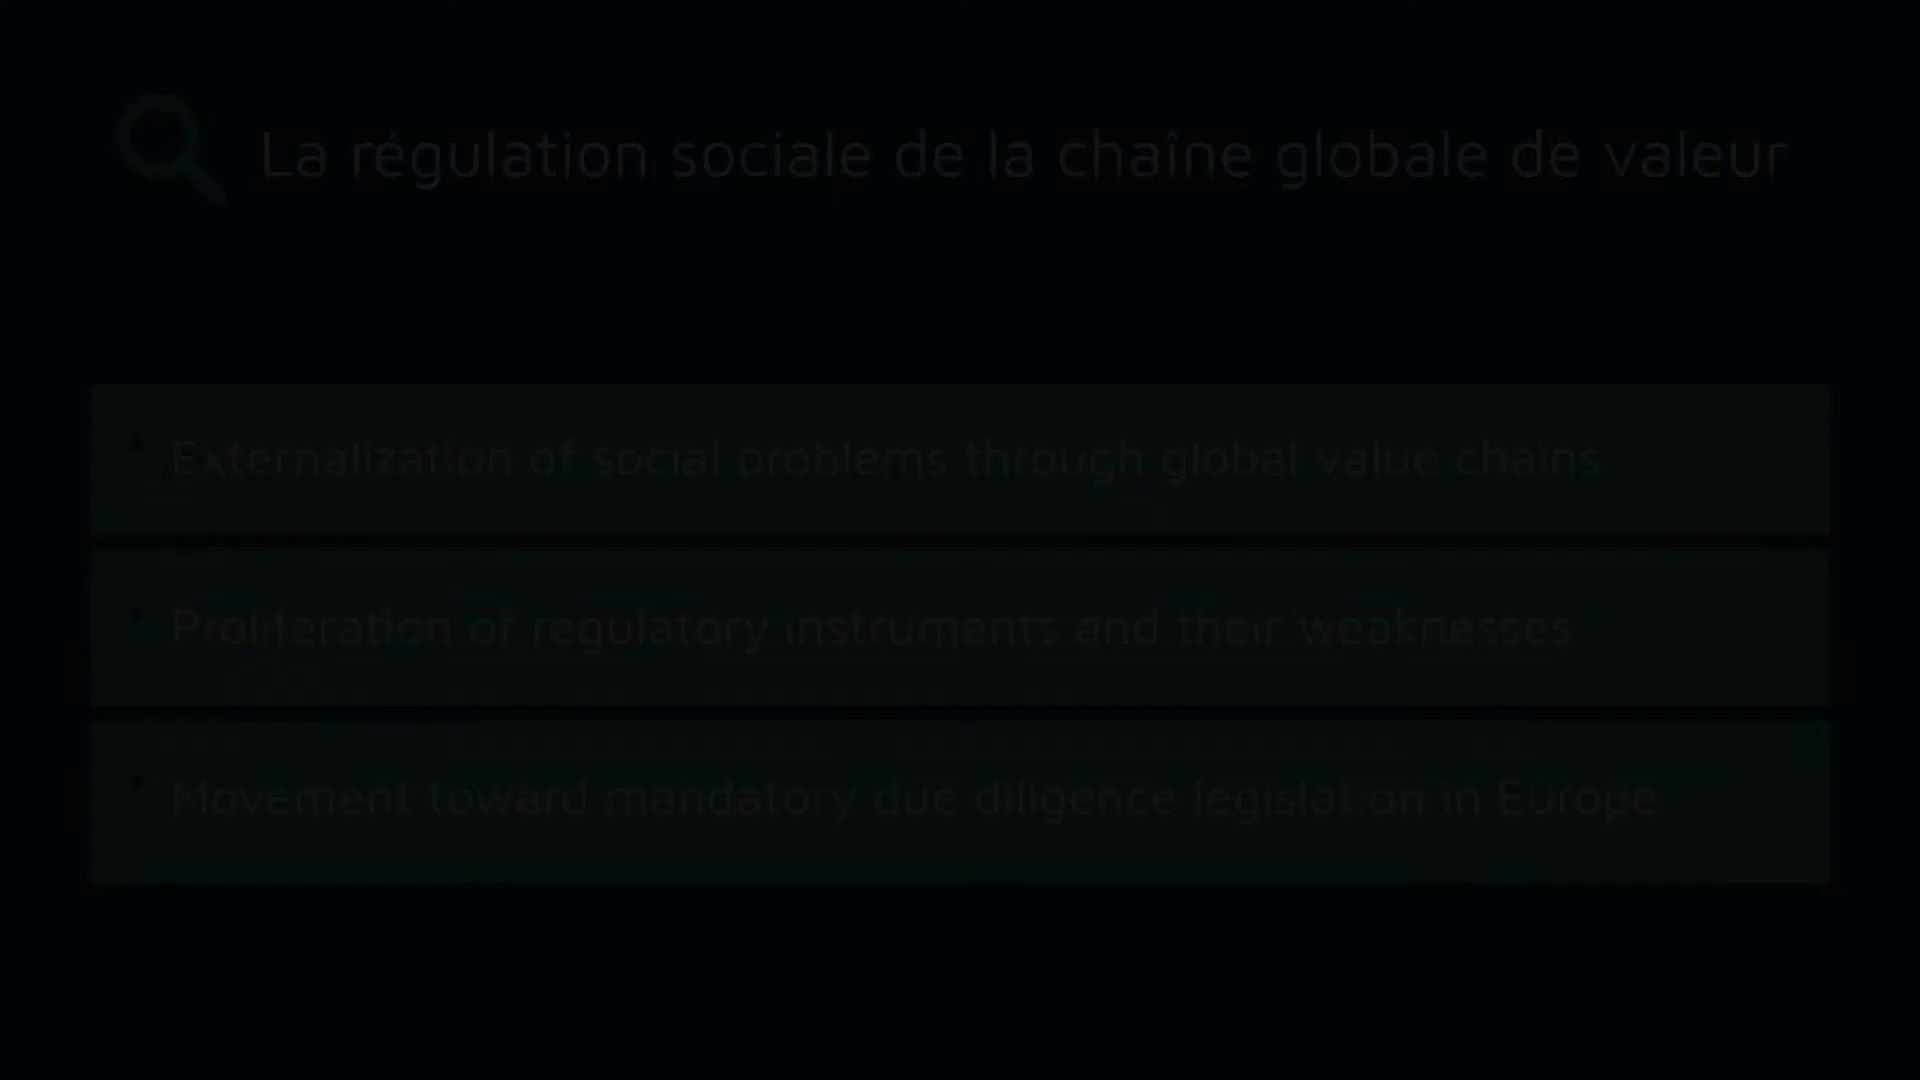 La régulation sociale de la chaîne globale de valeur
Externalization of social problems through global value chains
Proliferation of regulatory instruments and their weaknesses
Movement toward mandatory due diligence legislation in Europe